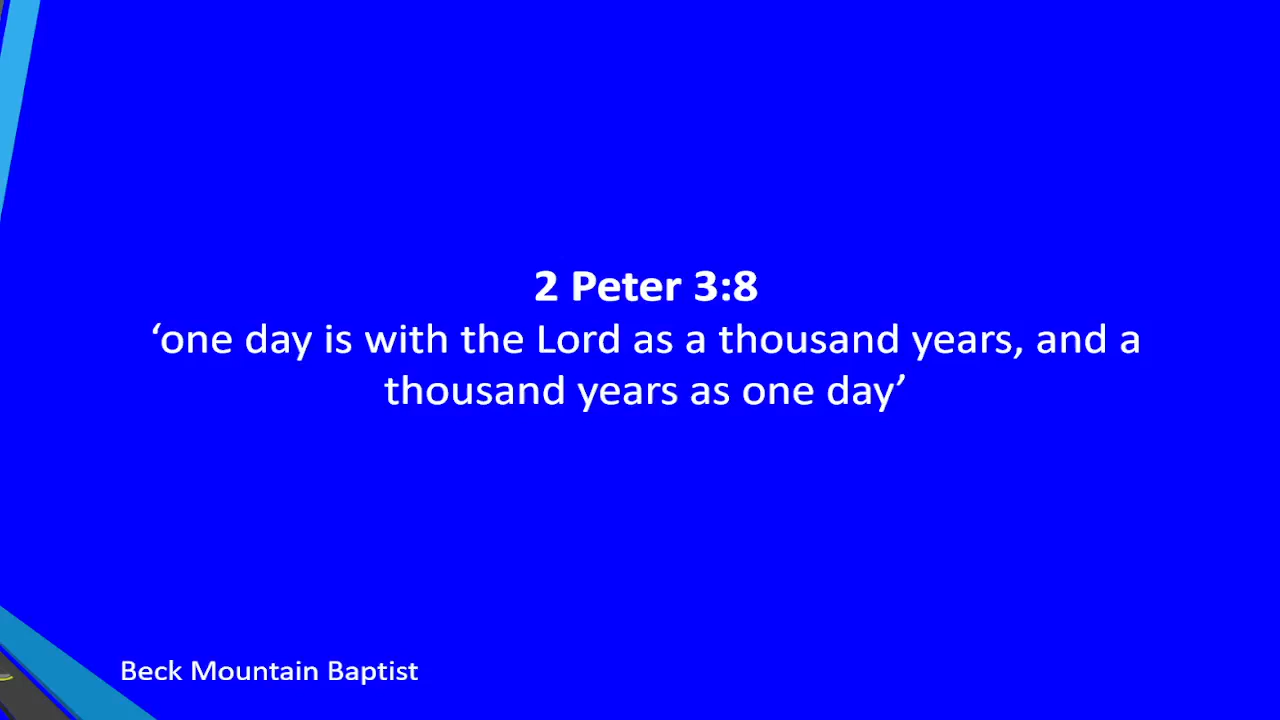 2 Peter 3:8
‘one day is with the Lord as a thousand years, and a
thousand years as one day’
Beck Mountain Baptist